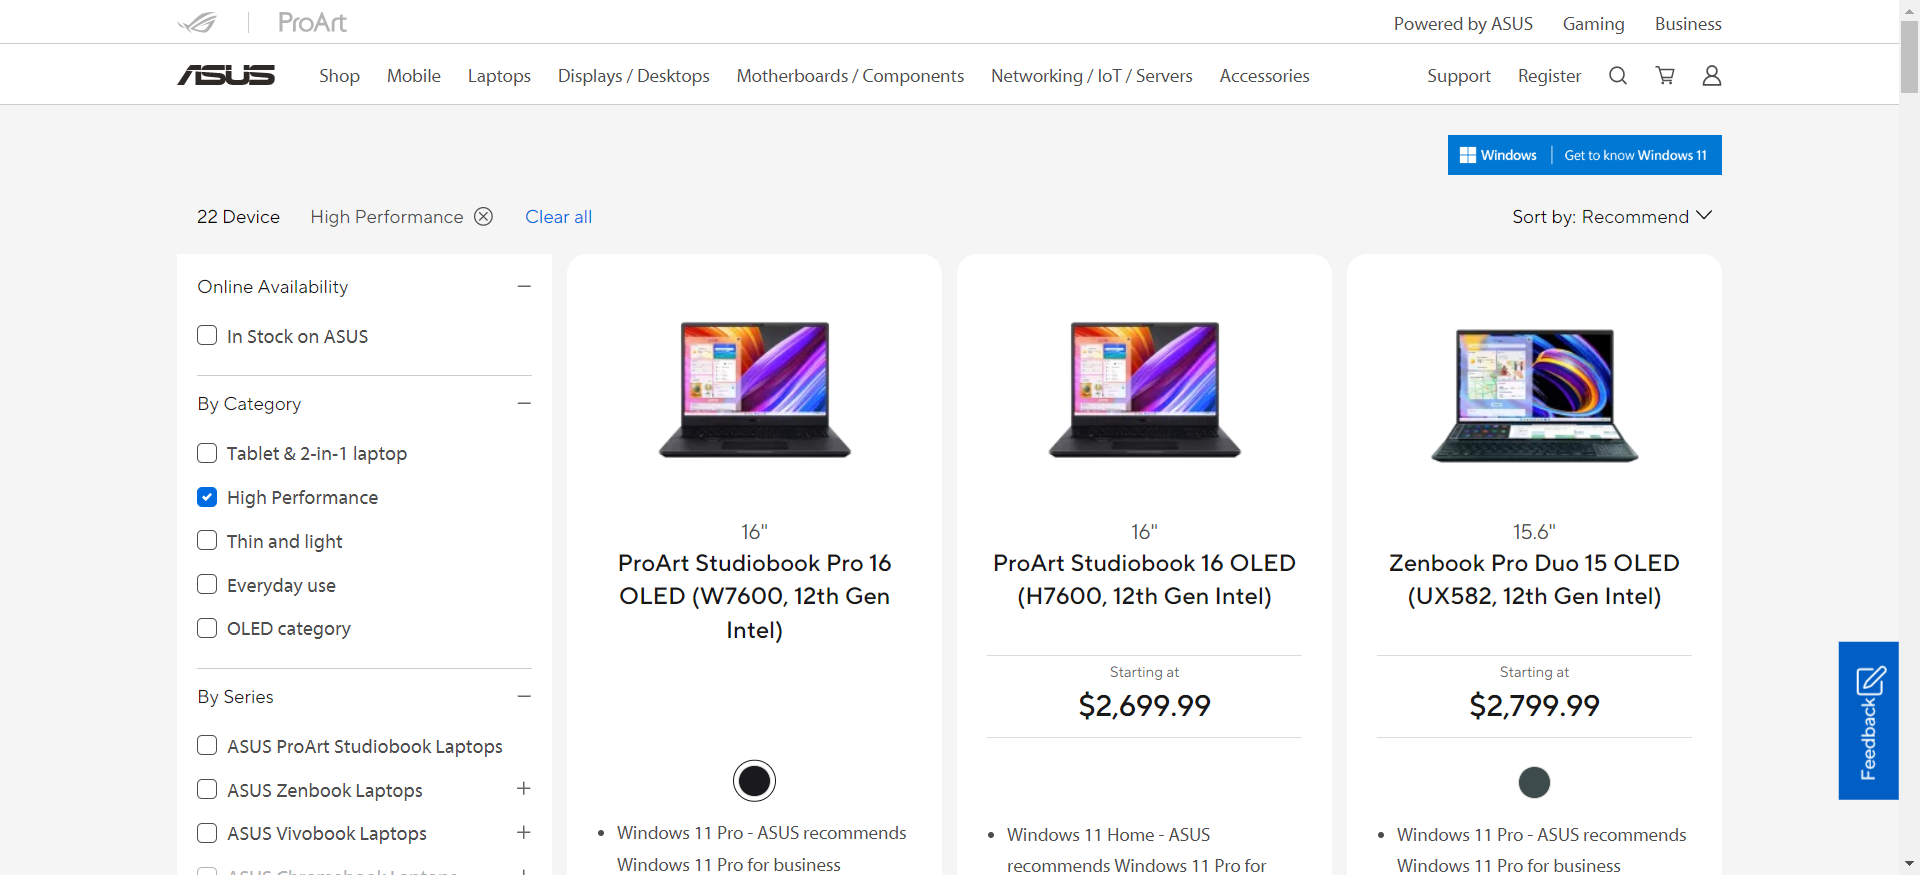 ProArt
Powered by ASUS
Gaming
Business
ASUS
Shop
Mobile
Laptops
Displays / Desktops
Motherboards / Components
Networking / IoT / Servers
Accessories
Support
Register
Windows | Get to know Windows 11
22 Device
High Performance
Clear all
Sort by: Recommend
Online Availability
In Stock on ASUS
By Category
Tablet & 2-in-1 laptop
High Performance
Thin and light
Everyday use
OLED category
By Series
ASUS ProArt Studiobook Laptops
ASUS Zenbook Laptops
ASUS Vivobook Laptops
ASUS Chromebook Laptops
16"
ProArt Studiobook Pro 16
OLED (W7600, 12th Gen
Intel)
Windows 11 Pro - ASUS recommends
Windows 11 Pro for business
16"
ProArt Studiobook 16 OLED
(H7600, 12th Gen Intel)
Starting at
$2,699.99
Windows 11 Home - ASUS
recommends Windows 11 Pro for
15.6"
Zenbook Pro Duo 15 OLED
(UX582, 12th Gen Intel)
Starting at
$2,799.99
Windows 11 Pro - ASUS recommends
Windows 11 Pro for business
Feedback